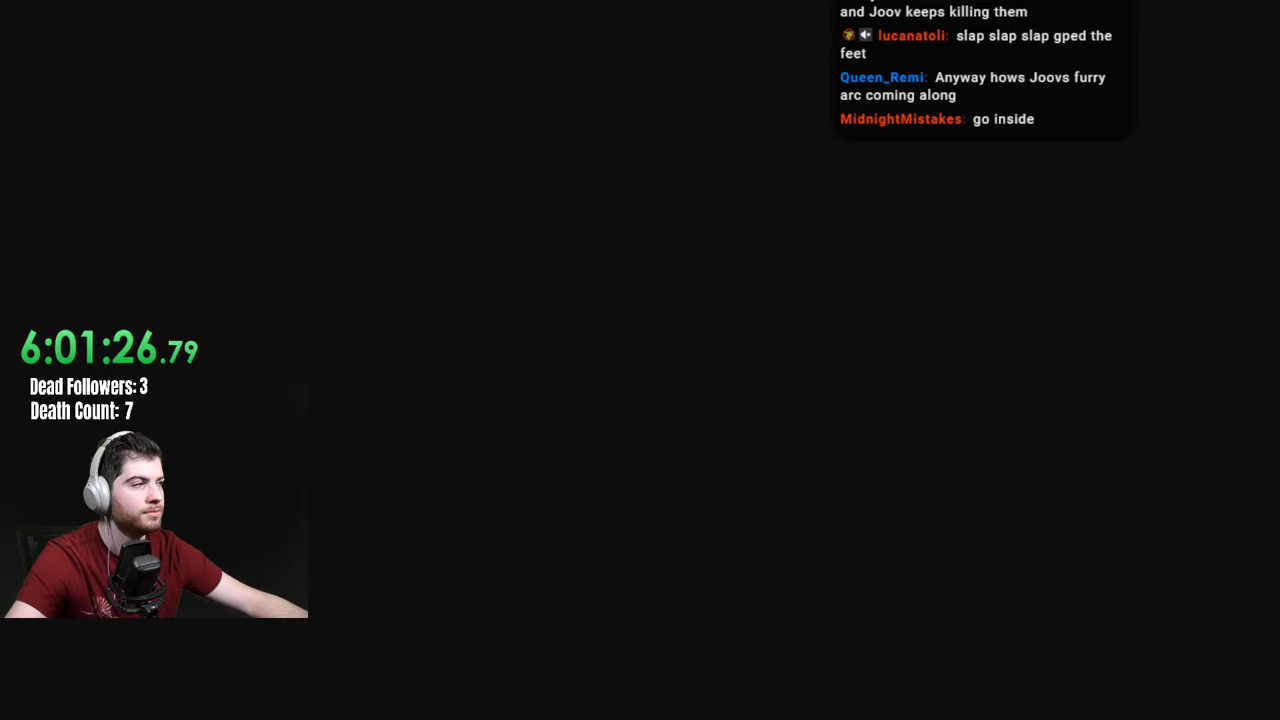 and Joov keeps killing them
lucanatoli: slap slap slap gped the
feet
Queen_Remi: Anyway hows Joovs furry
arc coming along
MidnightMistakes: go inside
6:01:26.79
Dead Followers: 3
Death Count: 7